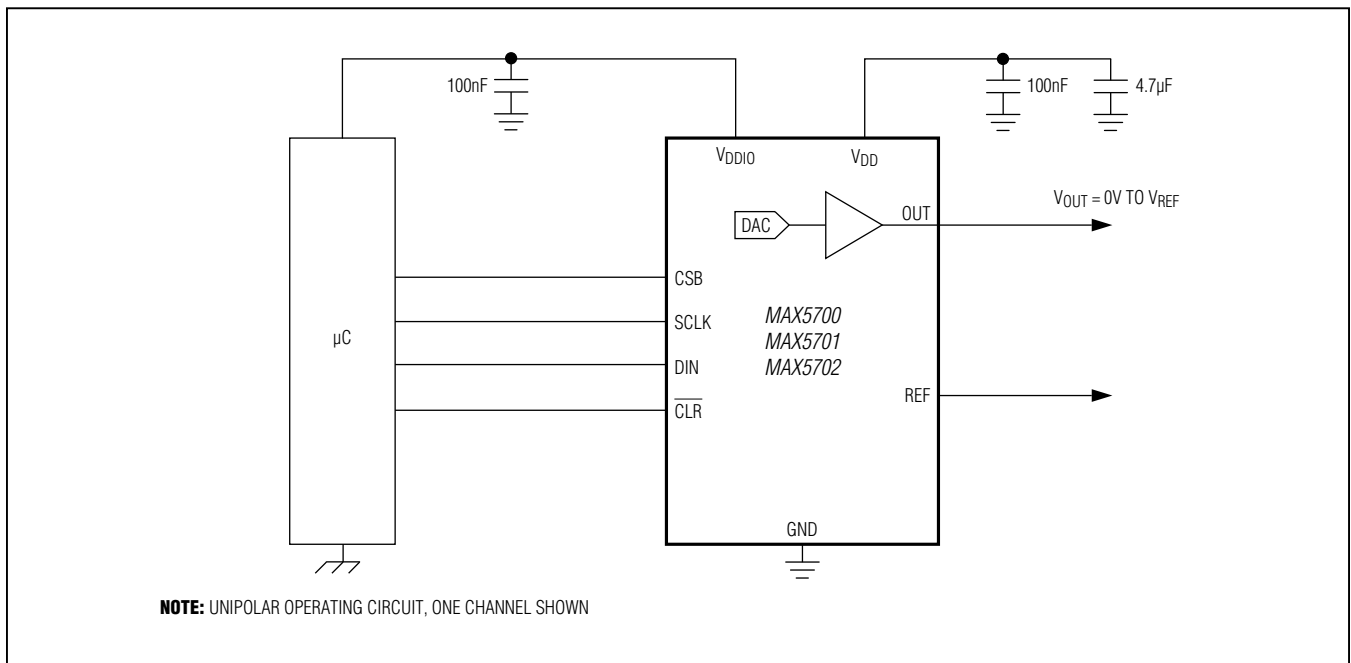 100nF
100nF
4.7µF
VDDIO
VDD
VOUT = 0V TO VREF
DAC
OUT
CSB
SCLK
DIN
CLR
µC
MAX5700
MAX5701
MAX5702
REF
GND
NOTE: UNIPOLAR OPERATING CIRCUIT, ONE CHANNEL SHOWN